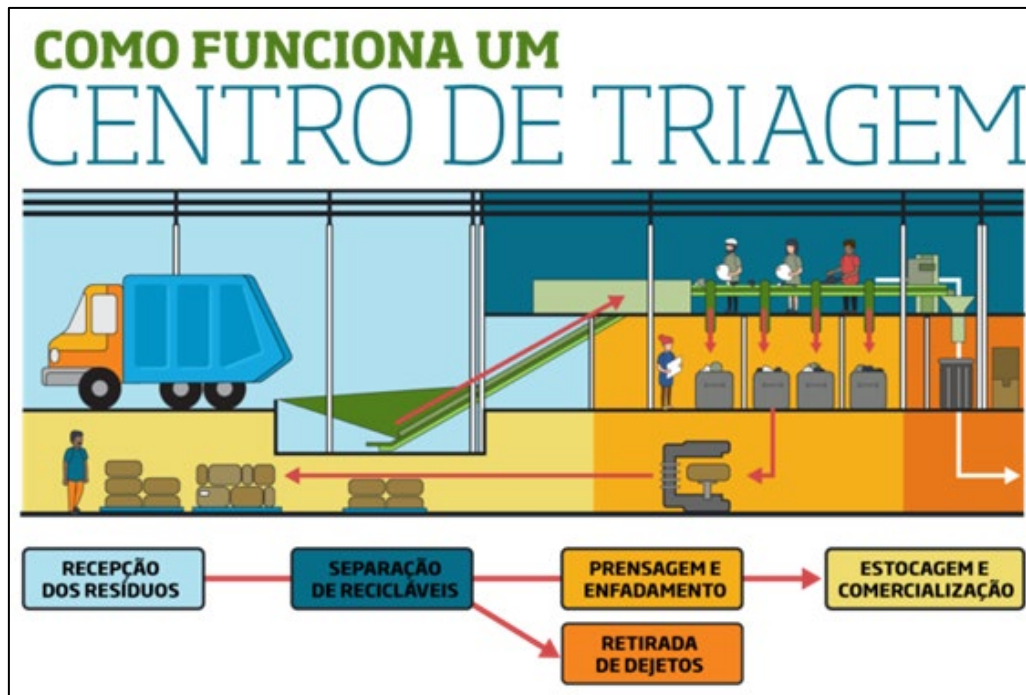 COMO FUNCIONA UM
CENTRO DE TRIAGEM
RECEPÇÃO
DOS RESÍDUOS
SEPARAÇÃO
DE RECICLÁVEIS
PRENSAGEM E
ENFADAMENTO
ESTOCAGEM E
COMERCIALIZAÇÃO
RETIRADA
DE DEJETOS